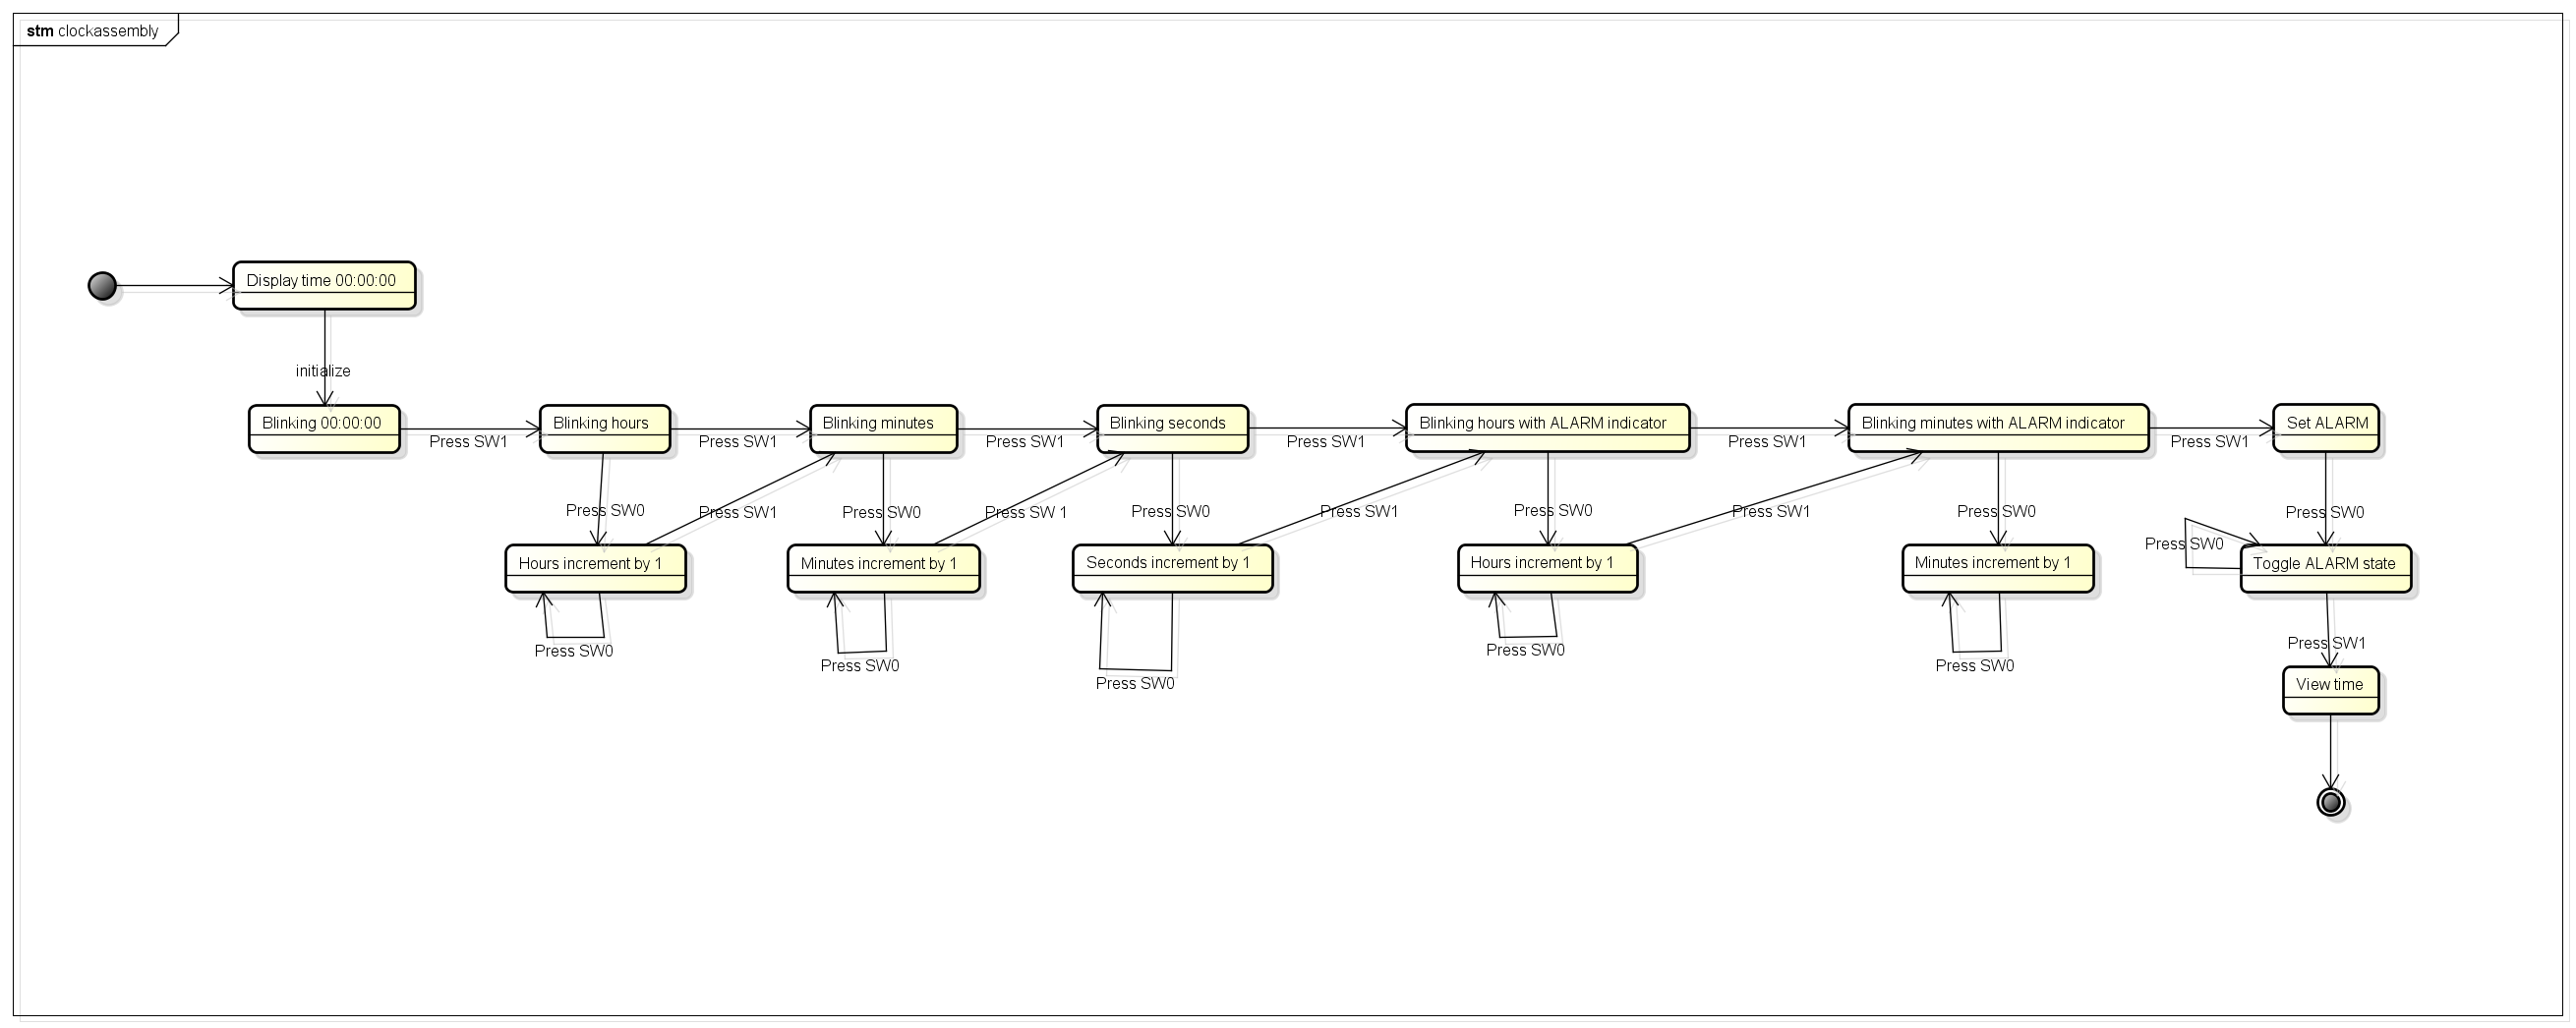 stm clockassembly
Display time 00:00:00
initialize
Blinking 00:00:00
Press SW1
Blinking hours
Press SW1
Blinking minutes
Press SW1
Blinking seconds
Press SW1
Blinking hours with ALARM indicator
Press SW1
Blinking minutes with ALARM indicator
Press SW1
Set ALARM
Press SW0
Press SW1
Press SW0
Press SW 1
Press SW0
Press SW1
Press SW0
Press SW1
Press SW0
Press SW0
Press SW0
Hours increment by 1
Minutes increment by 1
Seconds increment by 1
Hours increment by 1
Minutes increment by 1
Toggle ALARM state
Press SW0
Press SW0
Press SW0
Press SW0
Press SW0
Press SW1
View time